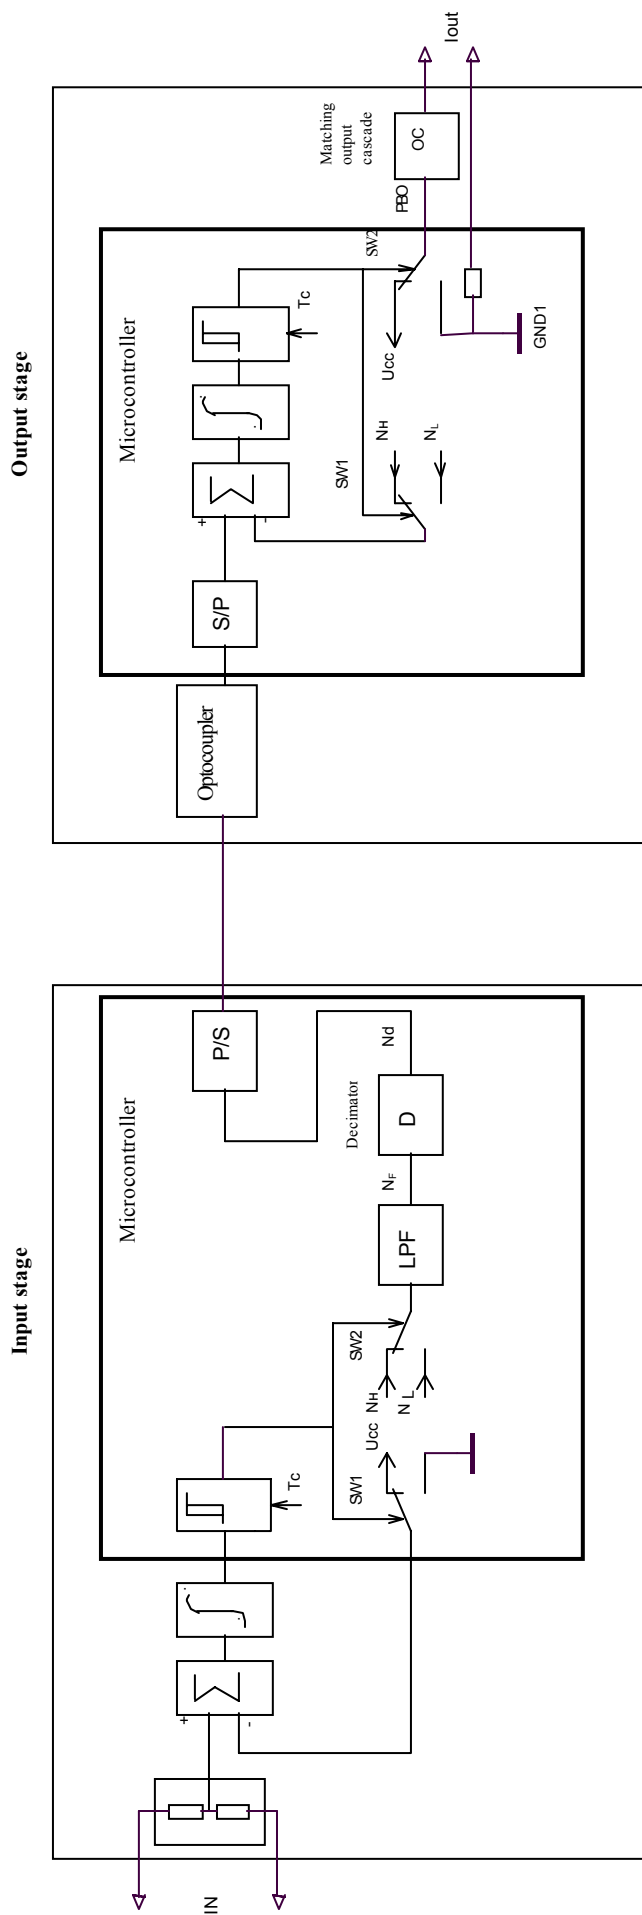 Input stage
Output stage
IN
+
-
Microcontroller
Tc
SW1
Ucc
NH
N L
SW2
LPF
NF
D
Decimator
Nd
P/S
Optocoupler
Microcontroller
S/P
+
-
Tc
SW1
NH
NL
Ucc
SW2
GND1
PBO
OC
Matching
output
cascade
Iout